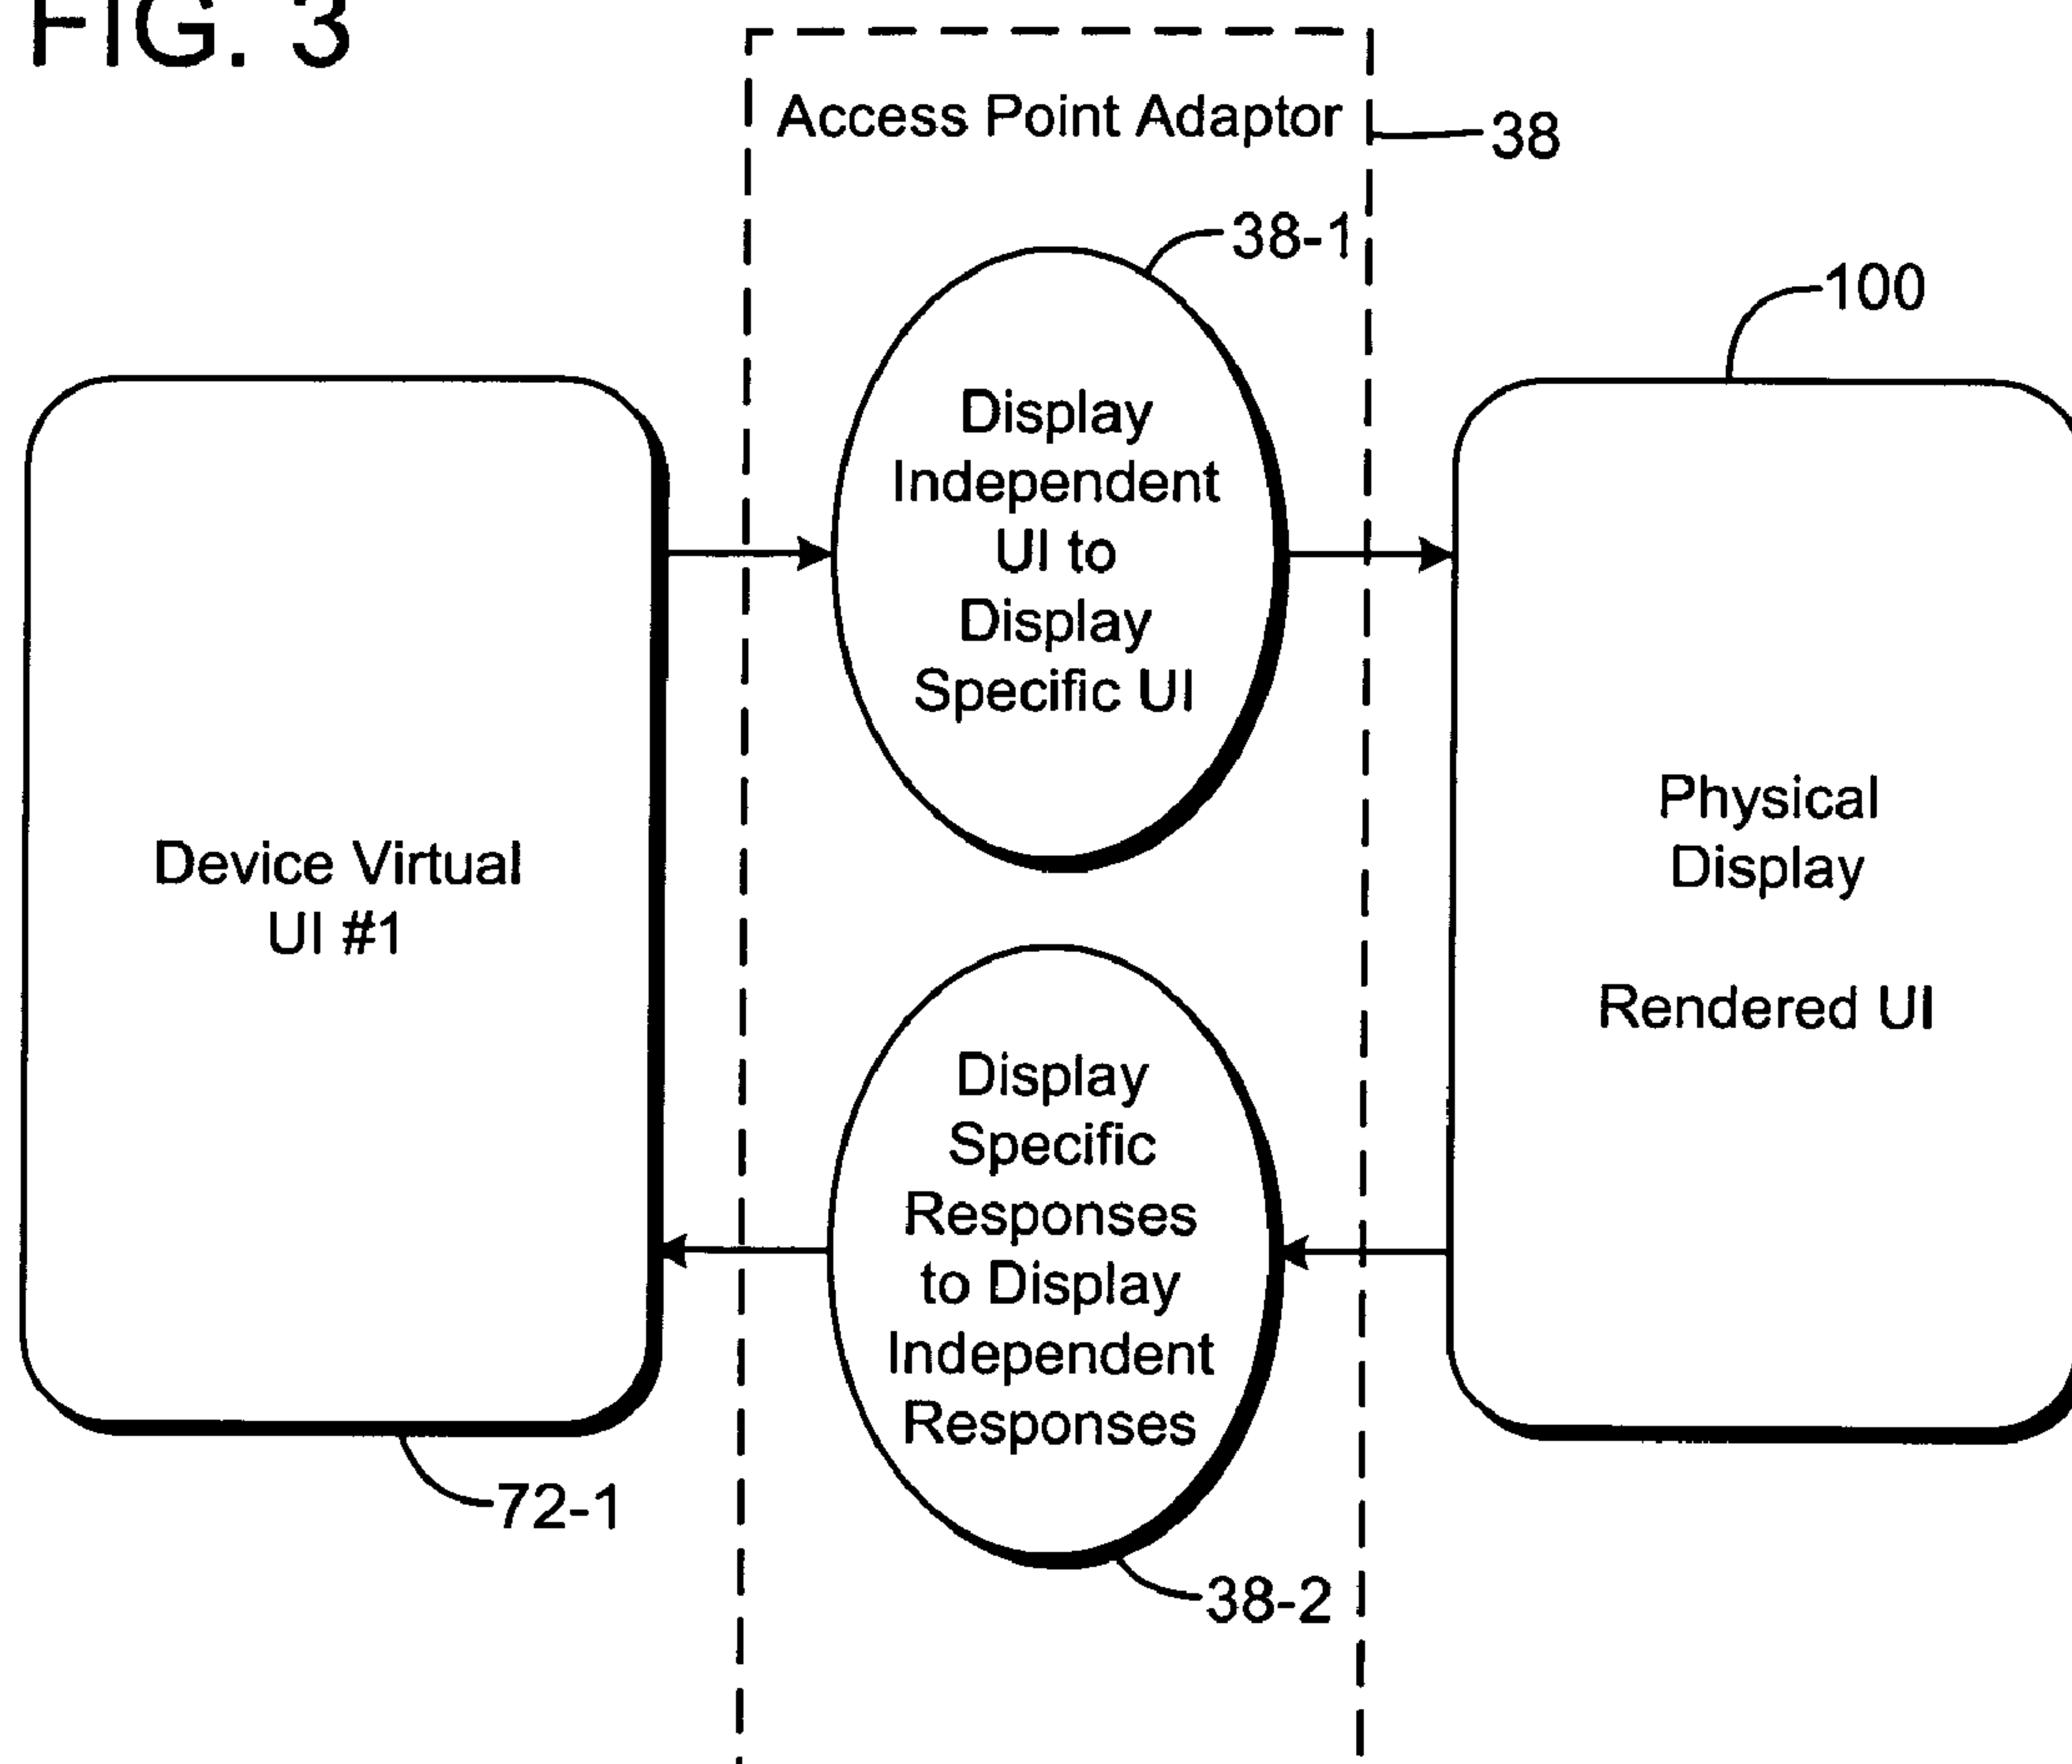 FIG. 3
Access Point Adaptor
38
38-1
100
Display
Independent
UI to
Display
Specific UI
Device Virtual
UI #1
Physical
Display
Rendered UI
Display
Specific
Responses
to Display
Independent
Responses
72-1
38-2